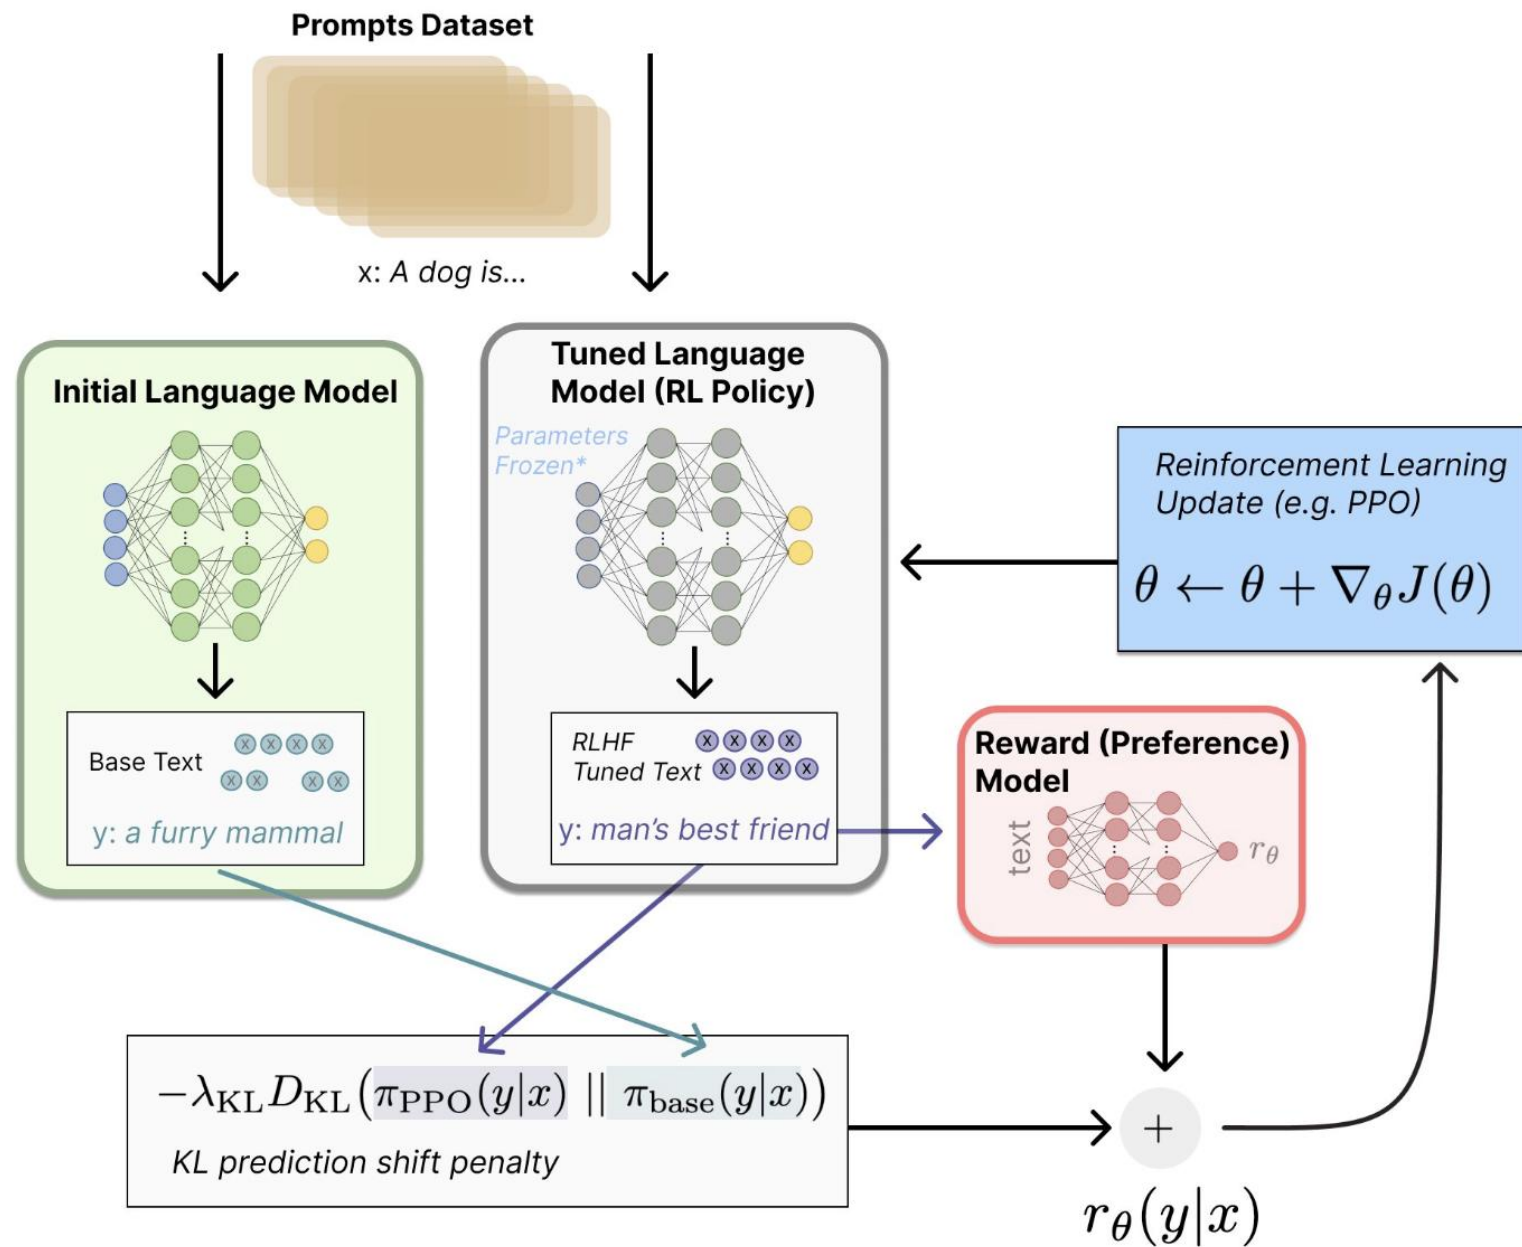 Prompts Dataset
x: A dog is...
Initial Language Model
Base Text
x x x x
x x x x
y: a furry mammal
Tuned Language
Model (RL Policy)
Parameters
Frozen*
RLHF
Tuned Text
x x x x
x x x x
y: man's best friend
Reinforcement Learning
Update (e.g. PPO)
θ ← θ + ∇θJ(θ)
Reward (Preference)
Model
text
rθ
−λKL DKL(πPPO(y|x) || πbase(y|x))
KL prediction shift penalty
+
rθ(y|x)